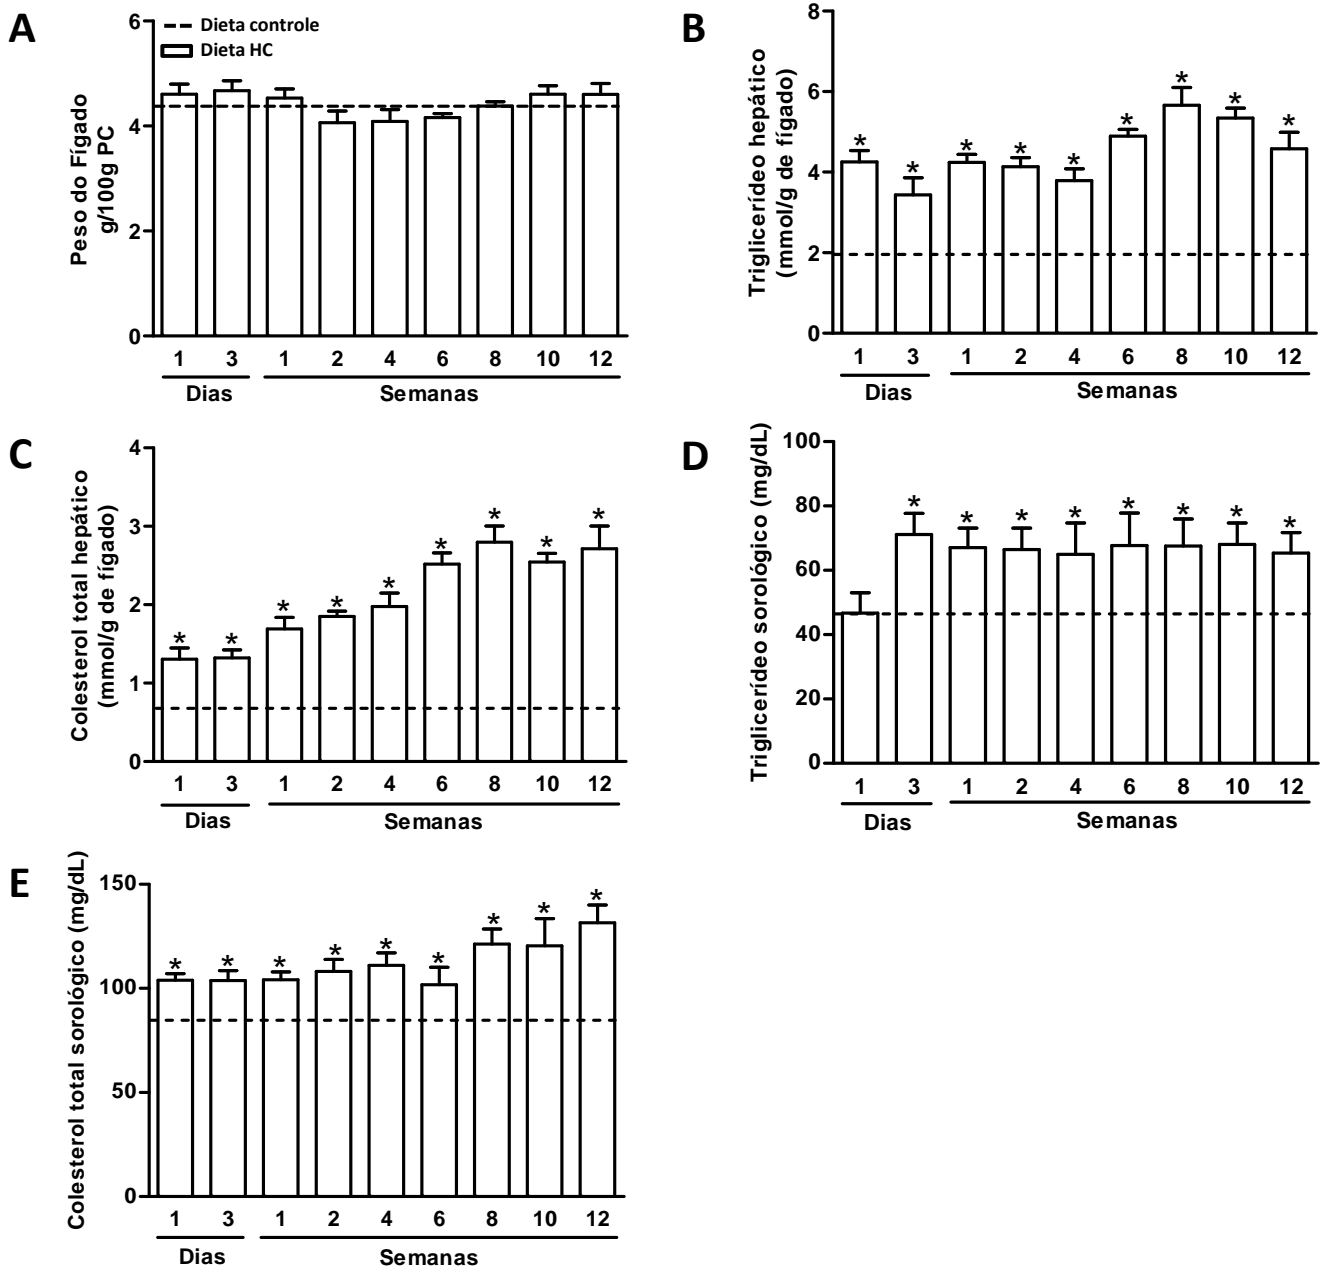 A
Peso do Fígado
g/100g PC
6
4
2
0
Dieta controle
Dieta HC
1 3 1 2 4 6 8 10 12
Dias Semanas
B
Triglicerídeo hepático
(mmol/g de fígado)
8
6
4
2
0
* * * * * * * * *
1 3 1 2 4 6 8 10 12
Dias Semanas
C
Colesterol total hepático
(mmol/g de fígado)
4
3
2
1
0
* * * * * * * * *
1 3 1 2 4 6 8 10 12
Dias Semanas
D
Triglicerídeo sorológico (mg/dL)
100
80
60
40
20
0
* * * * * * * *
1 3 1 2 4 6 8 10 12
Dias Semanas
E
Colesterol total sorológico (mg/dL)
150
100
50
0
* * * * * * * * *
1 3 1 2 4 6 8 10 12
Dias Semanas